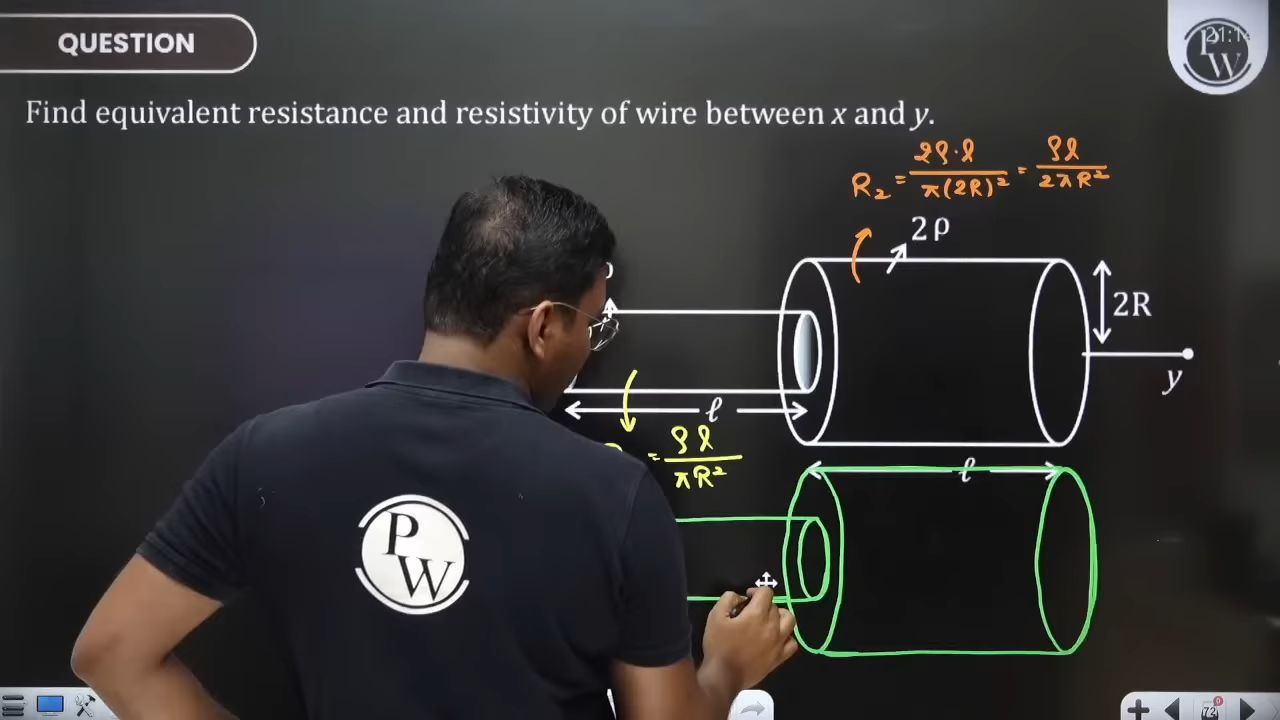 QUESTION
Find equivalent resistance and resistivity of wire between x and y.
R₂ = 2ρ·ℓ / π(2R)² = ρℓ / 2πR²
2ρ
2R
y
ℓ
= ρℓ / πR²
ℓ
P
W
P
W
72